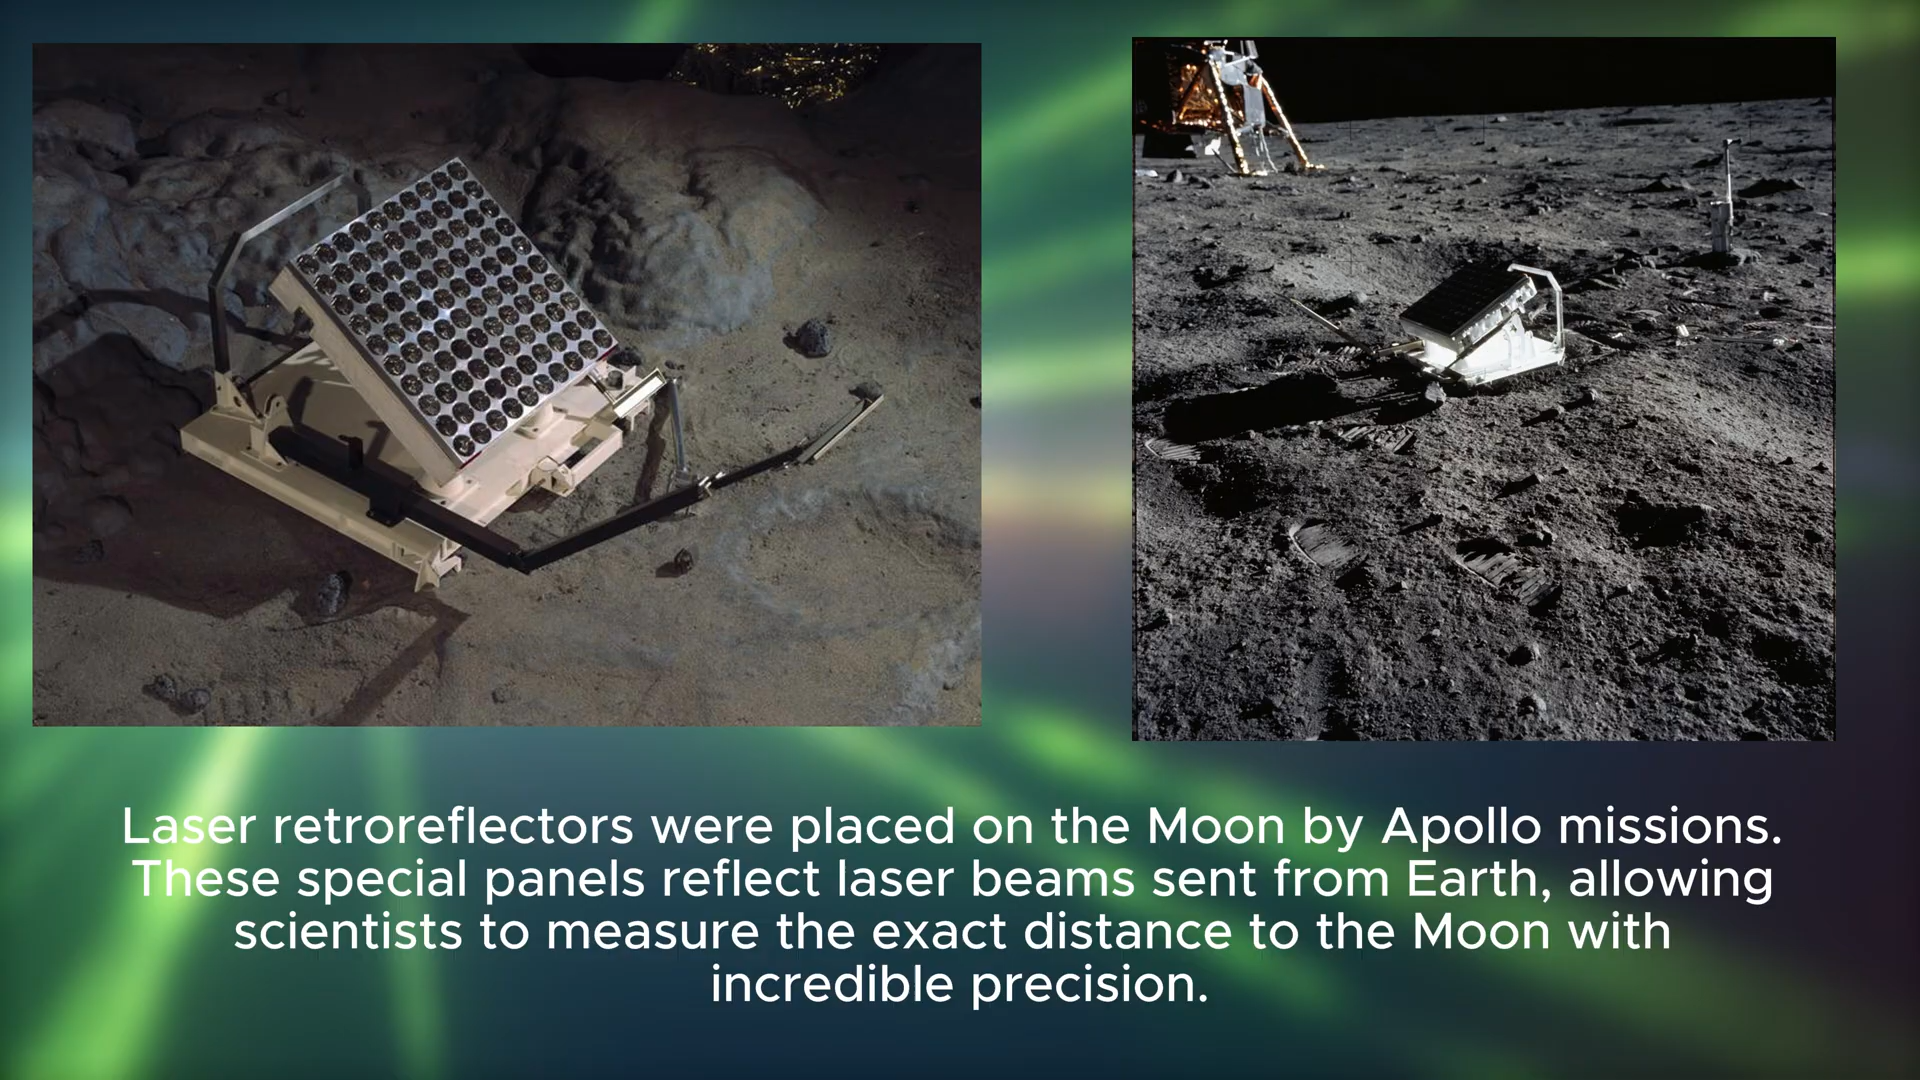 Laser retroreflectors were placed on the Moon by Apollo missions.
These special panels reflect laser beams sent from Earth, allowing
scientists to measure the exact distance to the Moon with
incredible precision.